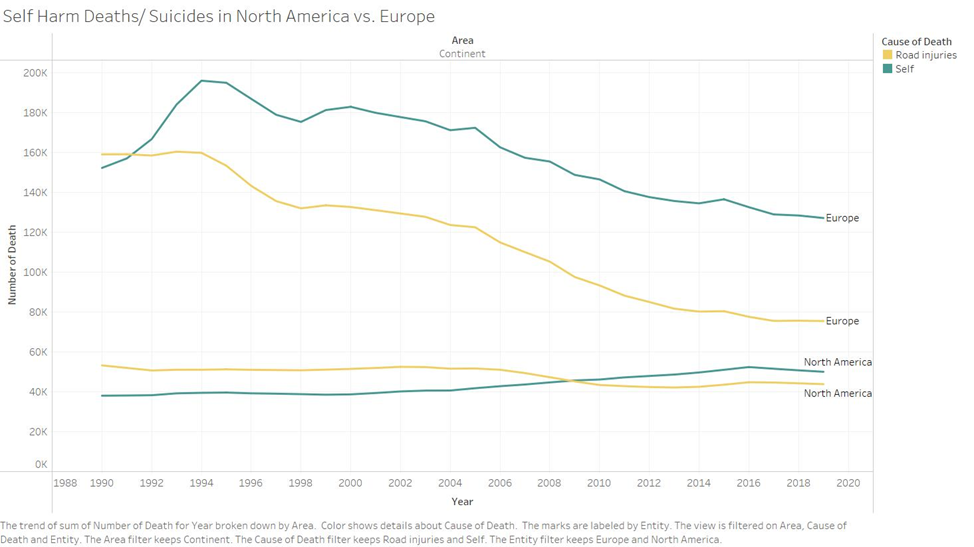 Self Harm Deaths/ Suicides in North America vs. Europe
Area
Continent
Cause of Death
Road injuries
Self
200K
180K
160K
140K
120K
100K
80K
60K
40K
20K
0K
Number of Death
Europe
Europe
North America
North America
1988 1990 1992 1994 1996 1998 2000 2002 2004 2006 2008 2010 2012 2014 2016 2018 2020
Year
The trend of sum of Number of Death for Year broken down by Area.  Color shows details about Cause of Death.  The marks are labeled by Entity. The view is filtered on Area, Cause of
Death and Entity. The Area filter keeps Continent. The Cause of Death filter keeps Road injuries and Self. The Entity filter keeps Europe and North America.